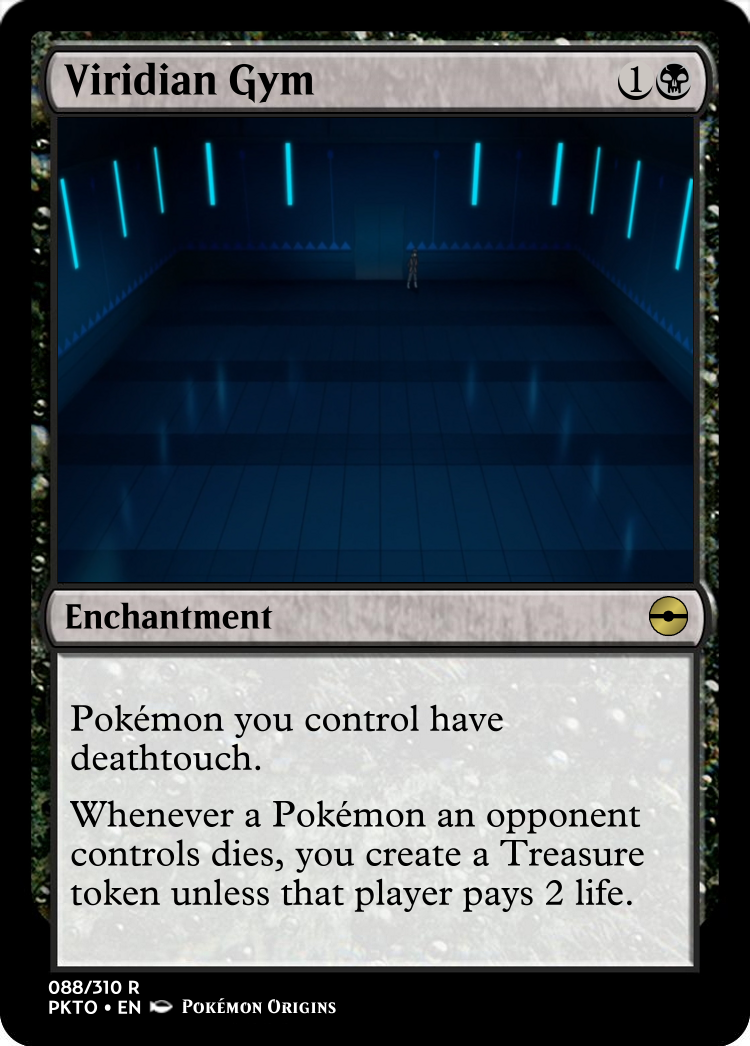 Viridian Gym 1
Enchantment
Pokémon you control have
deathtouch.
Whenever a Pokémon an opponent
controls dies, you create a Treasure
token unless that player pays 2 life.
088/310 R
PKTO • EN Pokémon Origins